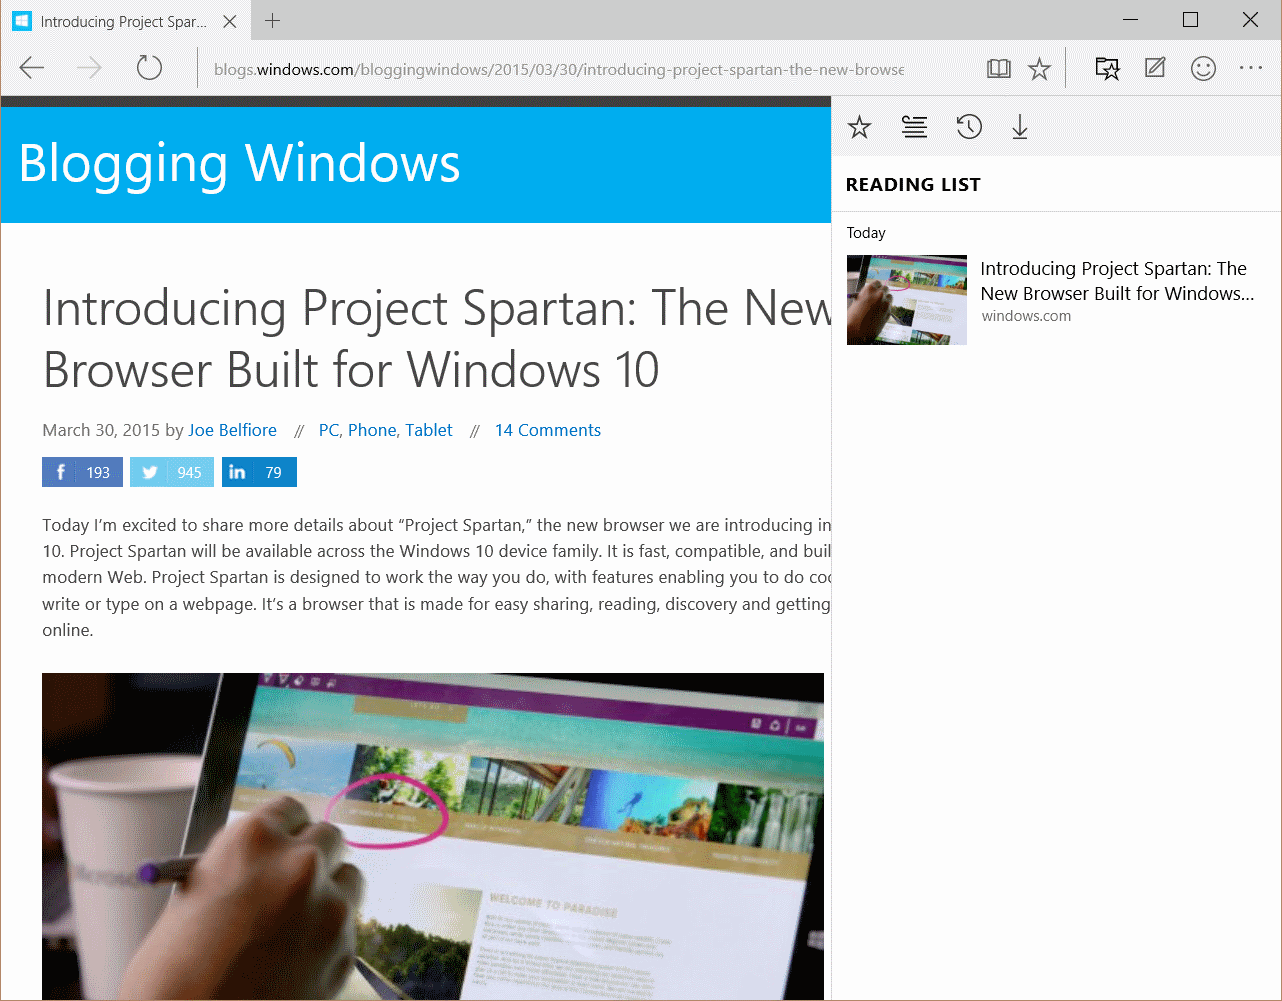 Introducing Project Spar...
blogs.windows.com/bloggingwindows/2015/03/30/introducing-project-spartan-the-new-browse
Blogging Windows
Introducing Project Spartan: The New
Browser Built for Windows 10
March 30, 2015 by Joe Belfiore // PC, Phone, Tablet // 14 Comments
f 193 945 in 79
Today I’m excited to share more details about “Project Spartan,” the new browser we are introducing in
10. Project Spartan will be available across the Windows 10 device family. It is fast, compatible, and buil
modern Web. Project Spartan is designed to work the way you do, with features enabling you to do coo
write or type on a webpage. It’s a browser that is made for easy sharing, reading, discovery and getting
online.
WELCOME TO PARADISE
READING LIST
Today
Introducing Project Spartan: The
New Browser Built for Windows...
windows.com